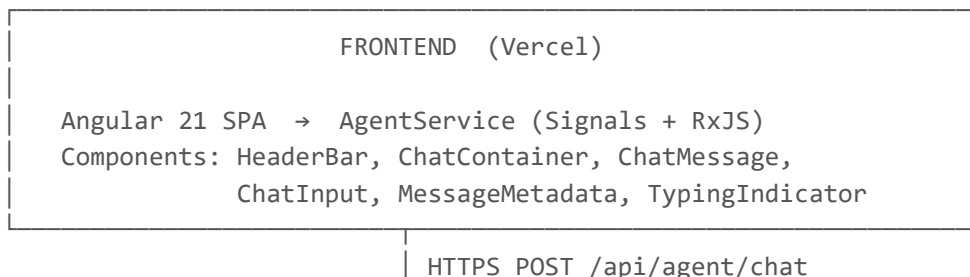 FRONTEND (Vercel)
Angular 21 SPA → AgentService (Signals + RxJS)
Components: HeaderBar, ChatContainer, ChatMessage,
ChatInput, MessageMetadata, TypingIndicator
HTTPS POST /api/agent/chat